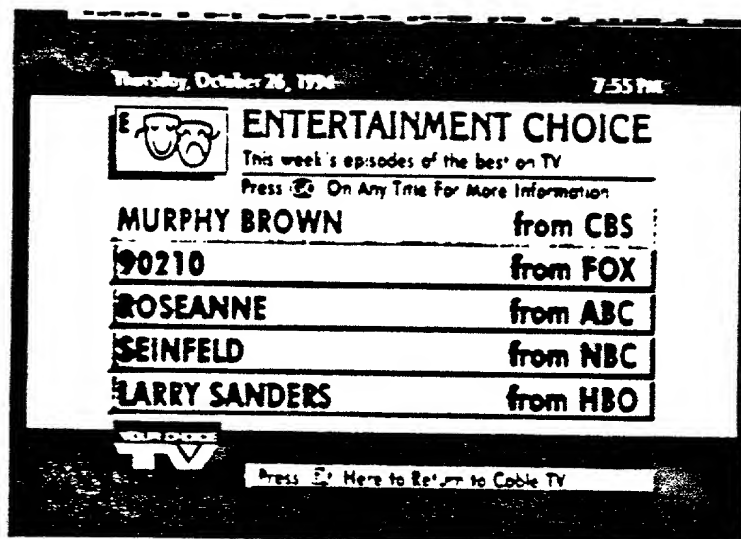 Thursday, October 26, 1994
7:55 PM
E
ENTERTAINMENT CHOICE
This week's episodes of the best on TV
Press GO On Any Title For More Information
MURPHY BROWN from CBS
90210 from FOX
ROSEANNE from ABC
SEINFELD from NBC
LARRY SANDERS from HBO
YOUR CHOICE
TV
Press Here to Return to Cable TV